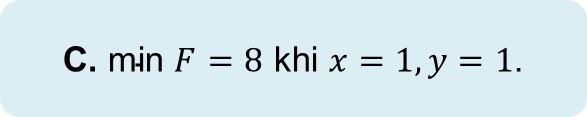 C. min F = 8 khi x = 1, y = 1.